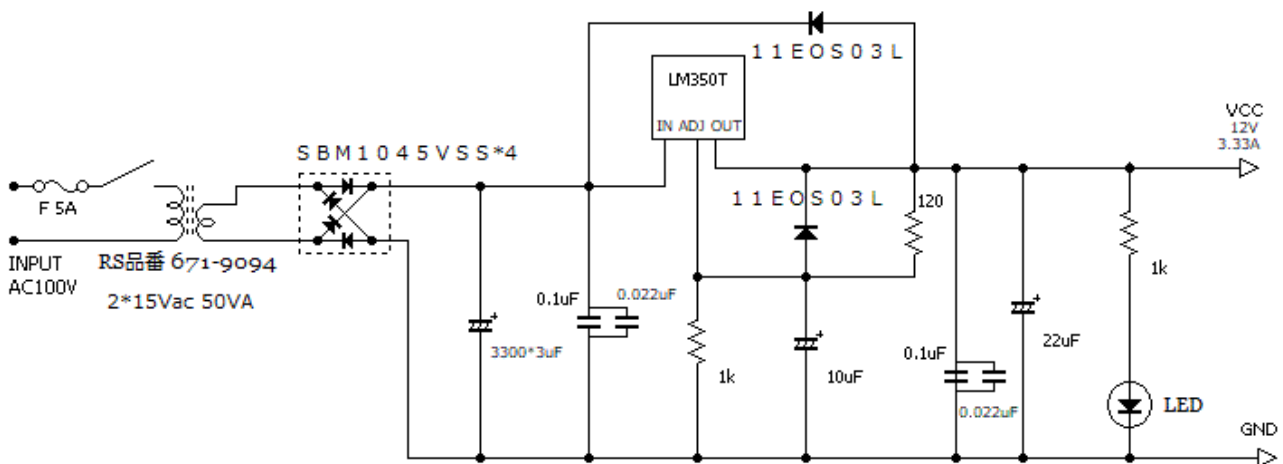 11EQS03L
LM350T
IN ADJ OUT
VCC
12V
3.33A
SBM1045VSS*4
F 5A
11EQS03L
120
INPUT
AC100V
RS品番 671-9094
2*15Vac 50VA
0.1uF
0.022uF
3300*3uF
1k
10uF
0.1uF
0.022uF
22uF
1k
LED
GND